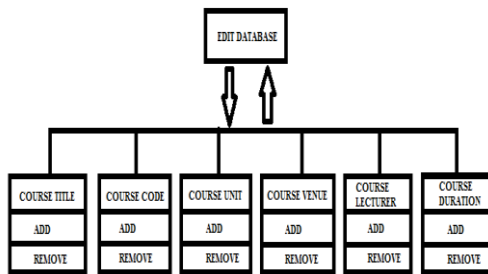 EDIT DATABASE
COURSE TITLE
COURSE CODE
COURSE UNIT
COURSE VENUE
COURSE
LECTURER
COURSE
DURATION
ADD
ADD
ADD
ADD
ADD
ADD
REMOVE
REMOVE
REMOVE
REMOVE
REMOVE
REMOVE